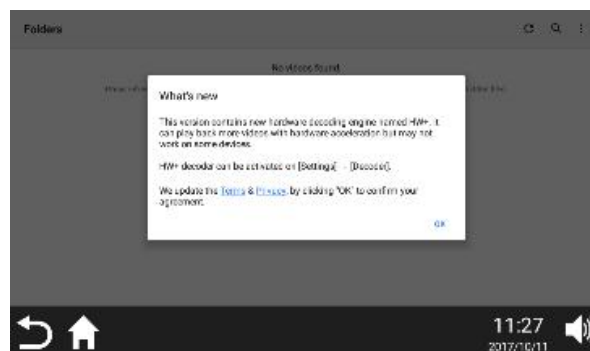 Folders
No videos found
What's new
This version contains new hardware decoding engine named HW+. It
can play back more videos with hardware acceleration but may not
work on some devices.
HW+ decoder can be activated on [Settings] - [Decoder].
We update the Terms & Privacy, by clicking "OK" to confirm your
agreement.
OK
11:27
2017/10/11